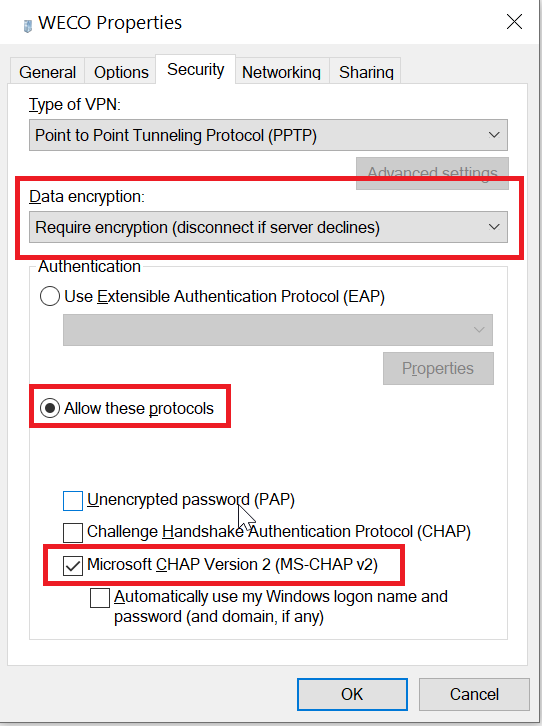 WECO Properties
General
Options
Security
Networking
Sharing
Type of VPN:
Point to Point Tunneling Protocol (PPTP)
Advanced settings
Data encryption:
Require encryption (disconnect if server declines)
Authentication
Use Extensible Authentication Protocol (EAP)
Properties
Allow these protocols
Unencrypted password (PAP)
Challenge Handshake Authentication Protocol (CHAP)
Microsoft CHAP Version 2 (MS-CHAP v2)
Automatically use my Windows logon name and
password (and domain, if any)
OK
Cancel